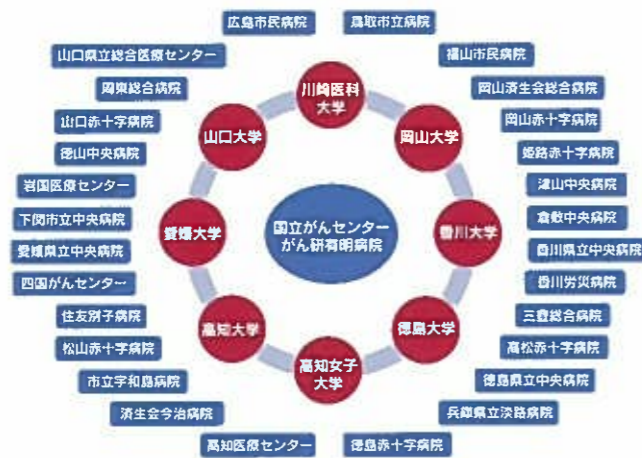 広島市民病院
鳥取市立病院
山口県立総合医療センター
福山市民病院
周東総合病院
岡山済生会総合病院
山口赤十字病院
岡山赤十字病院
徳山中央病院
姫路赤十字病院
岩国医療センター
津山中央病院
下関市立中央病院
倉敷中央病院
愛媛県立中央病院
香川県立中央病院
四国がんセンター
香川労災病院
住友別子病院
三豊総合病院
松山赤十字病院
高松赤十字病院
市立宇和島病院
徳島県立中央病院
済生会今治病院
兵庫県立淡路病院
高知医療センター
徳島赤十字病院
川崎医科
大学
山口大学
岡山大学
愛媛大学
香川大学
高知大学
徳島大学
高知女子
大学
国立がんセンター
がん研有明病院